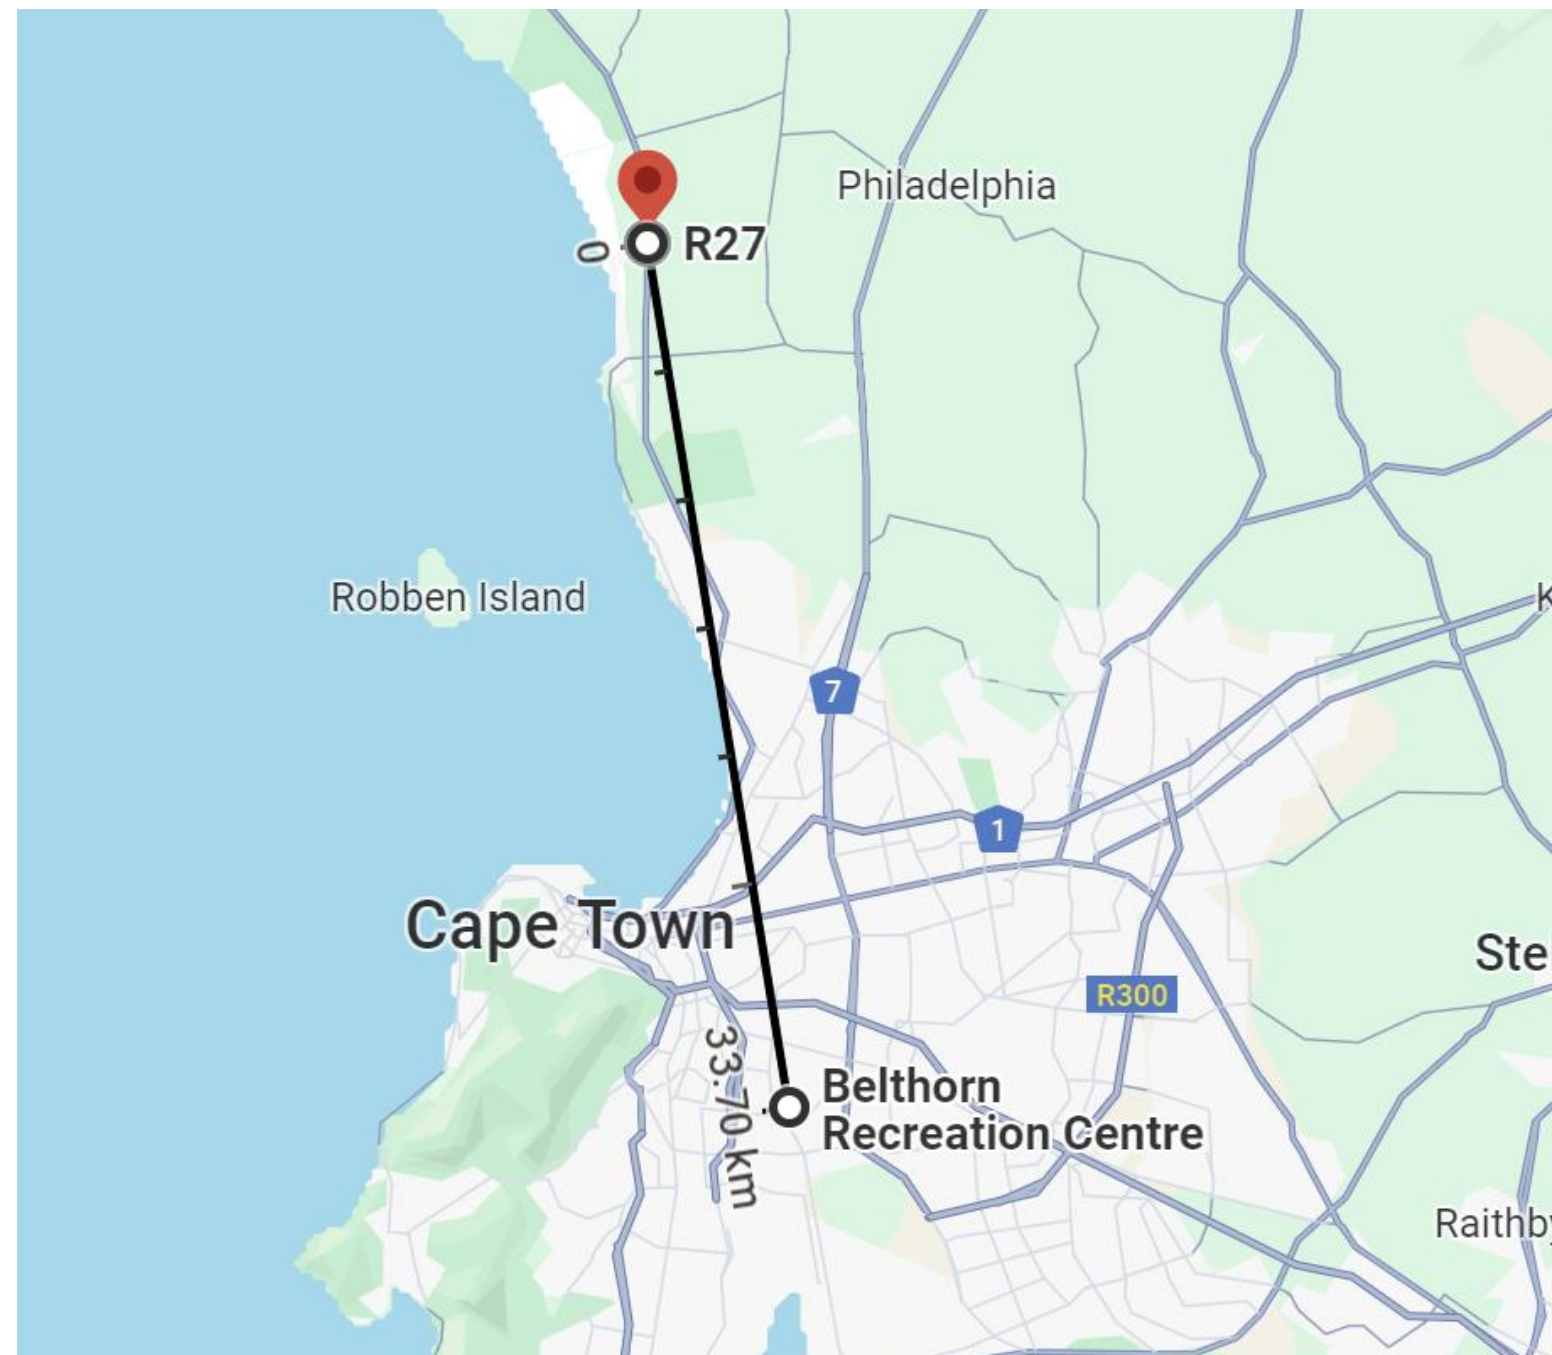 Philadelphia
0
R27
Robben Island
K
7
1
Cape Town
Ste
R300
33.70 km
Belthorn
Recreation Centre
Raithby